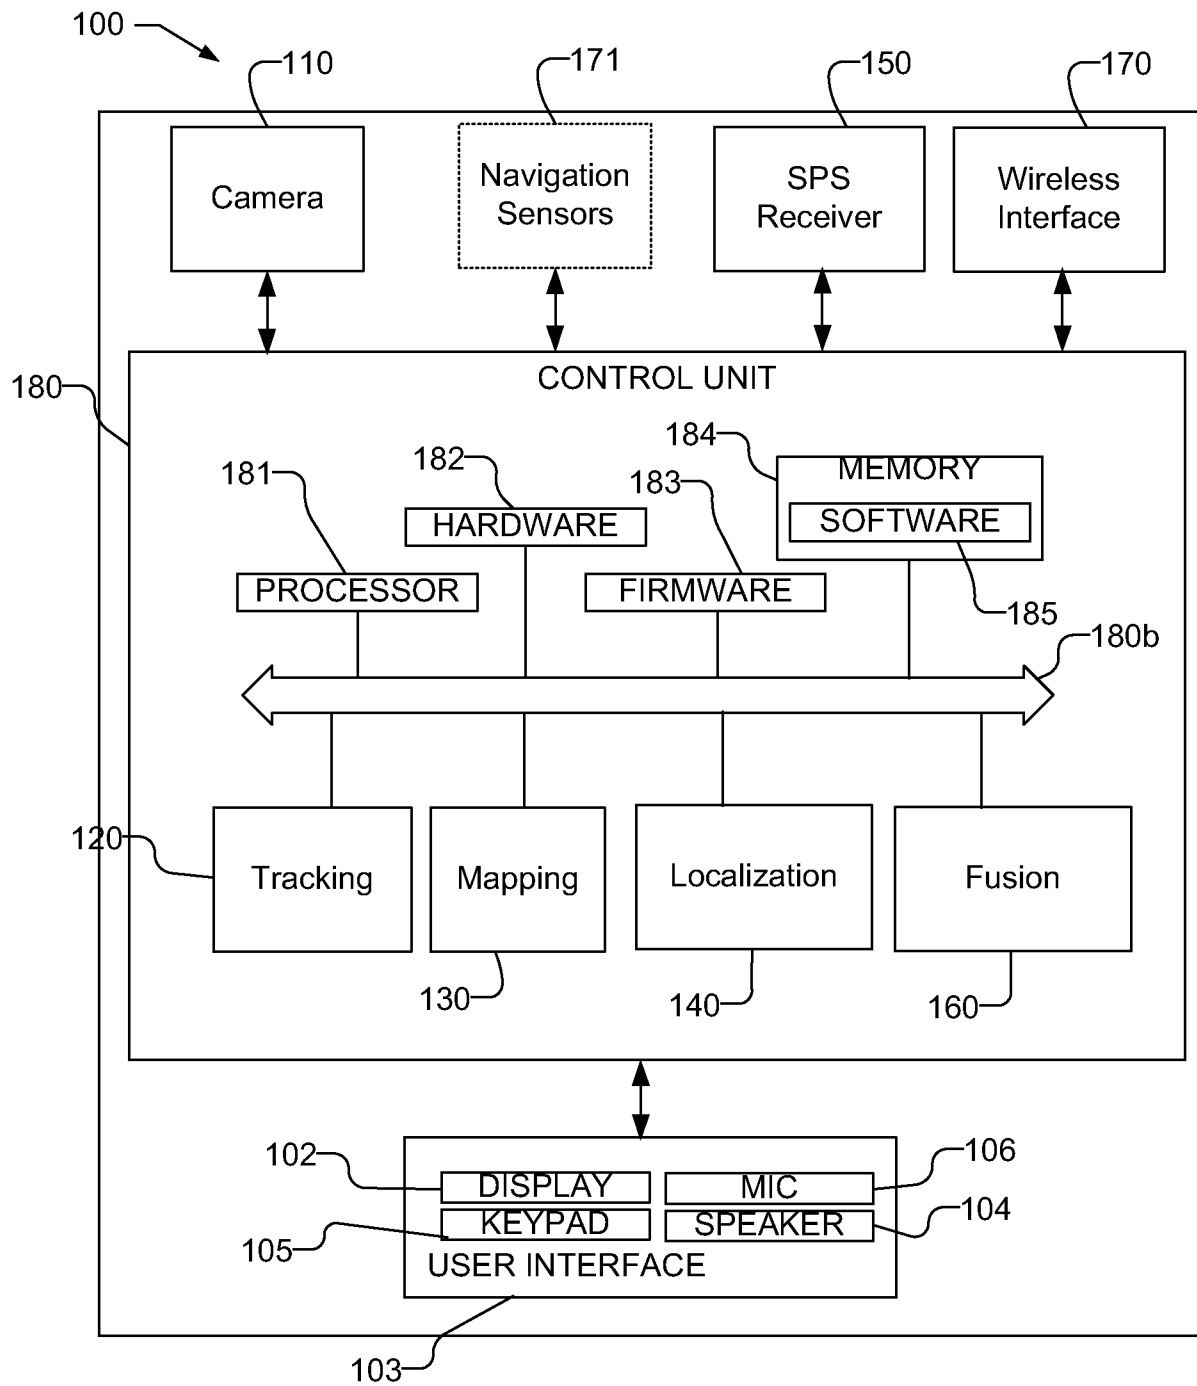 100
110
171
150
170
Camera
Navigation
Sensors
SPS
Receiver
Wireless
Interface
180
CONTROL UNIT
184
182
181
183
MEMORY
SOFTWARE
HARDWARE
PROCESSOR
FIRMWARE
185
180b
120
Tracking
Mapping
Localization
Fusion
130
140
160
102
106
DISPLAY
MIC
KEYPAD
SPEAKER
104
105
USER INTERFACE
103